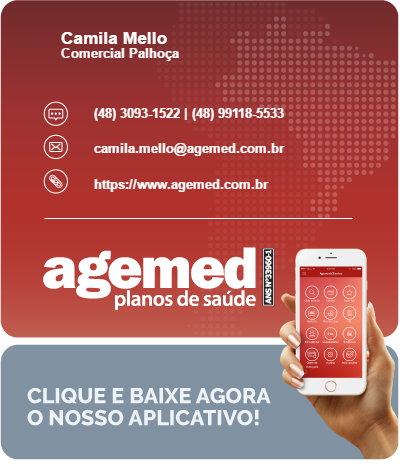 Camila Mello
Comercial Palhoça
(48) 3093-1522 | (48) 99118-5533
camila.mello@agemed.com.br
https://www.agemed.com.br
agemed
planos de saúde
ANS Nº33960-1
CLIQUE E BAIXE AGORA
O NOSSO APLICATIVO!